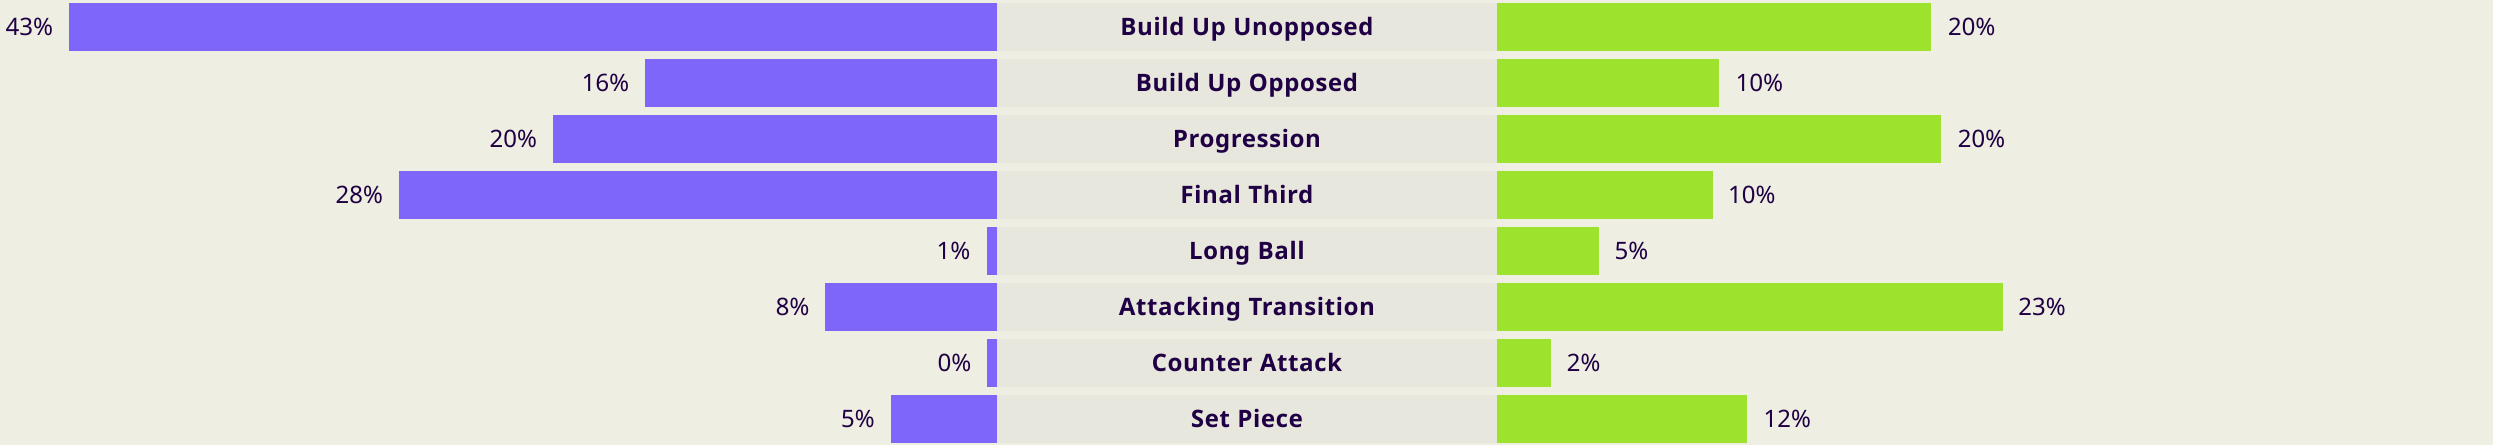 43% Build Up Unopposed 20%
16% Build Up Opposed 10%
20% Progression 20%
28% Final Third 10%
1% Long Ball 5%
8% Attacking Transition 23%
0% Counter Attack 2%
5% Set Piece 12%